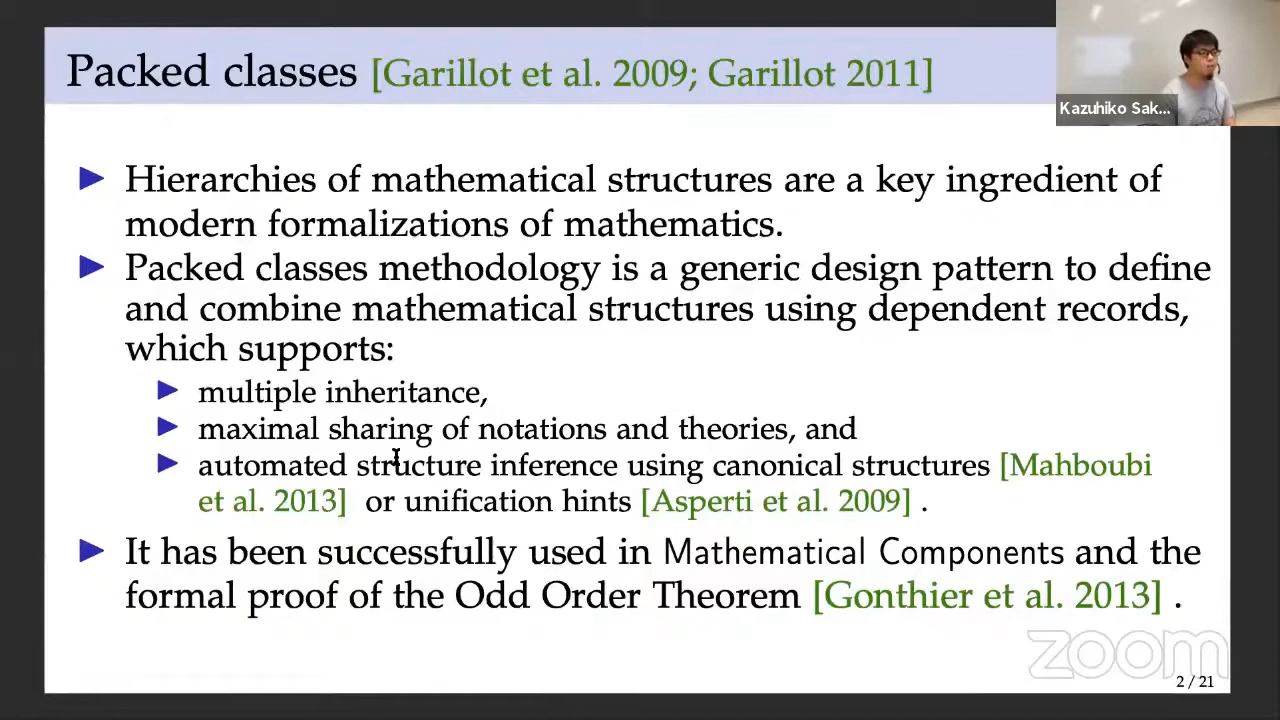 Packed classes [Garillot et al. 2009; Garillot 2011]
Kazuhiko Sak...
▶ Hierarchies of mathematical structures are a key ingredient of
modern formalizations of mathematics.
▶ Packed classes methodology is a generic design pattern to define
and combine mathematical structures using dependent records,
which supports:
▶ multiple inheritance,
▶ maximal sharing of notations and theories, and
▶ automated structure inference using canonical structures [Mahboubi
et al. 2013] or unification hints [Asperti et al. 2009] .
▶ It has been successfully used in Mathematical Components and the
formal proof of the Odd Order Theorem [Gonthier et al. 2013] .
zoom
2 / 21